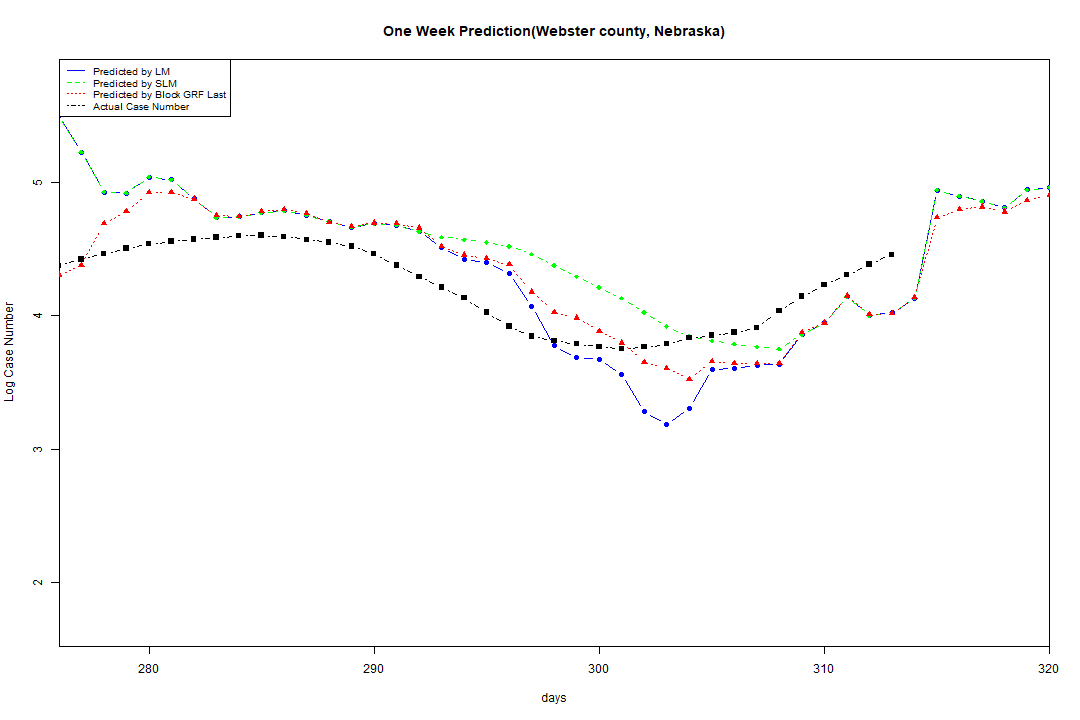 One Week Prediction(Webster county, Nebraska)
Predicted by LM
Predicted by SLM
Predicted by Block GRF Last
Actual Case Number
5
4
3
2
Log Case Number
280 290 300 310 320
days